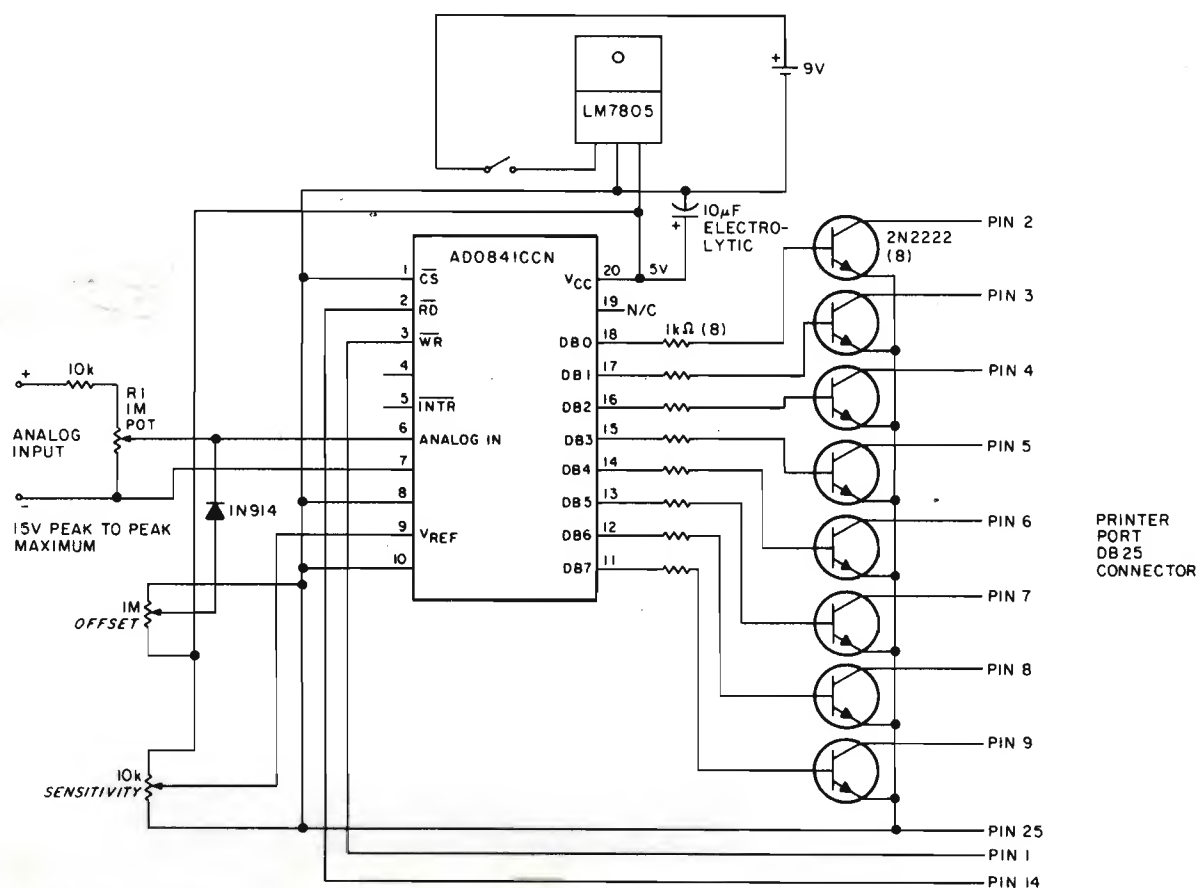 +
9V
LM7805
10µF
ELECTRO-
LYTIC
+
PIN 2
2N2222
(8)
ADO841CCN
1
CS
VCC
20
5V
2
RD
19
N/C
PIN 3
3
WR
DB0
18
1kΩ (8)
4
DB1
17
PIN 4
5
INTR
DB2
16
+
10k
R1
1M
POT
ANALOG
INPUT
6
ANALOG IN
DB3
15
PIN 5
7
DB4
14
-
15V PEAK TO PEAK
MAXIMUM
1N914
8
DB5
13
PIN 6
9
VREF
DB6
12
PRINTER
PORT
DB25
CONNECTOR
10
DB7
11
1M
OFFSET
PIN 7
PIN 8
PIN 9
10k
SENSITIVITY
PIN 25
PIN 1
PIN 14